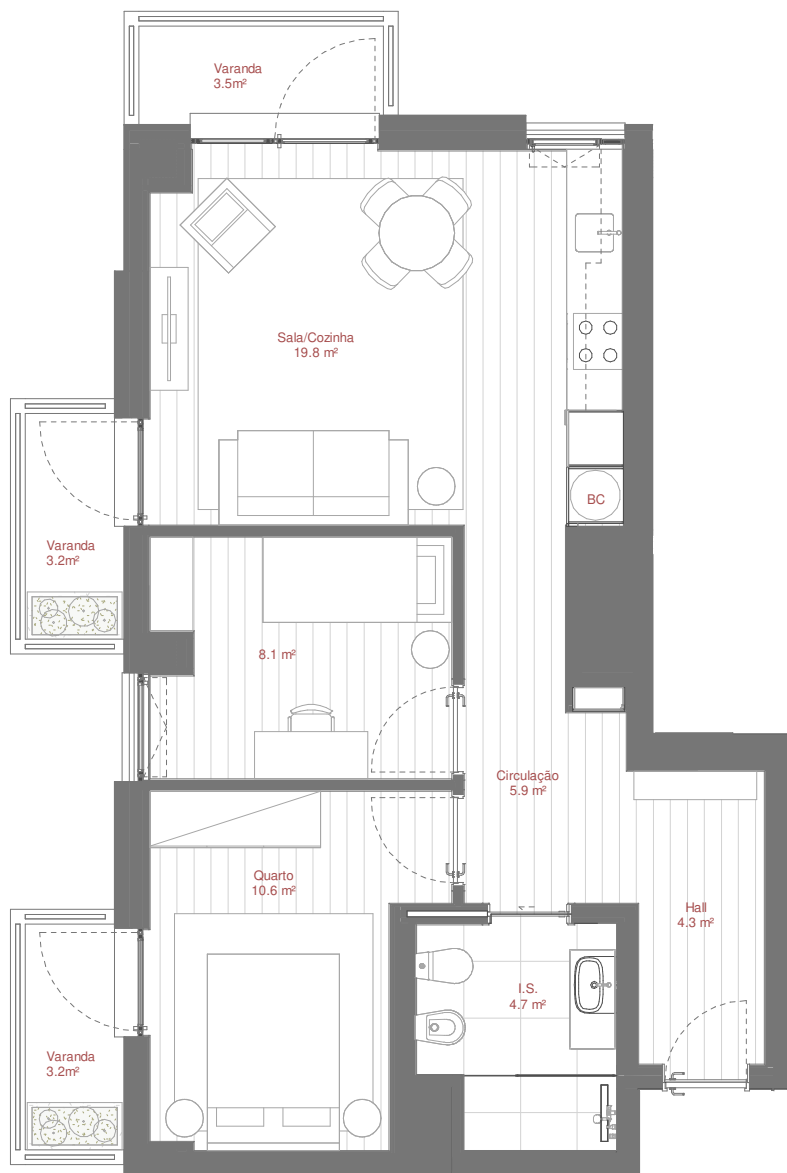 Varanda
3.5m²
Sala/Cozinha
19.8 m²
BC
Varanda
3.2m²
8.1 m²
Circulação
5.9 m²
Quarto
10.6 m²
Hall
4.3 m²
I.S.
4.7 m²
Varanda
3.2m²